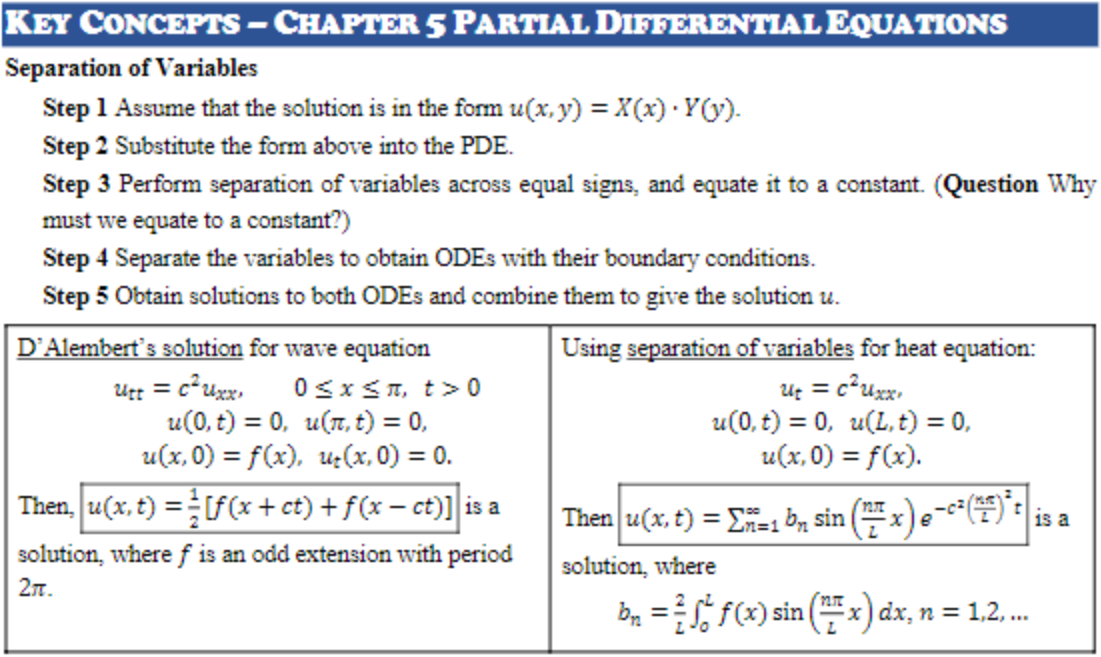 KEY CONCEPTS – CHAPTER 5 PARTIAL DIFFERENTIAL EQUATIONS
Separation of Variables
Step 1 Assume that the solution is in the form u(x, y) = X(x) · Y(y).
Step 2 Substitute the form above into the PDE.
Step 3 Perform separation of variables across equal signs, and equate it to a constant. (Question Why
must we equate to a constant?)
Step 4 Separate the variables to obtain ODEs with their boundary conditions.
Step 5 Obtain solutions to both ODEs and combine them to give the solution u.
D'Alembert's solution for wave equation
u_tt = c²u_xx, 0 ≤ x ≤ π, t > 0
u(0, t) = 0, u(π, t) = 0,
u(x, 0) = f(x), u_t(x, 0) = 0.
Then, u(x, t) = ½ [f(x + ct) + f(x − ct)] is a
solution, where f is an odd extension with period
2π.
Using separation of variables for heat equation:
u_t = c²u_xx,
u(0, t) = 0, u(L, t) = 0,
u(x, 0) = f(x).
Then u(x, t) = ∑_{n=1}^{∞} b_n sin (nπ/L x) e^{−c²(nπ/L)² t} is a
solution, where
b_n = 2/L ∫_0^L f(x) sin (nπ/L x) dx, n = 1,2, ...